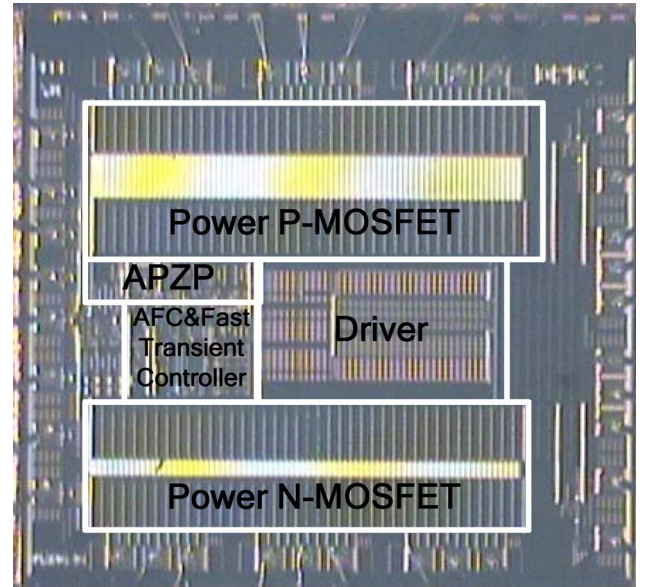 Power P-MOSFET
APZP
AFC&Fast
Transient
Controller
Driver
Power N-MOSFET